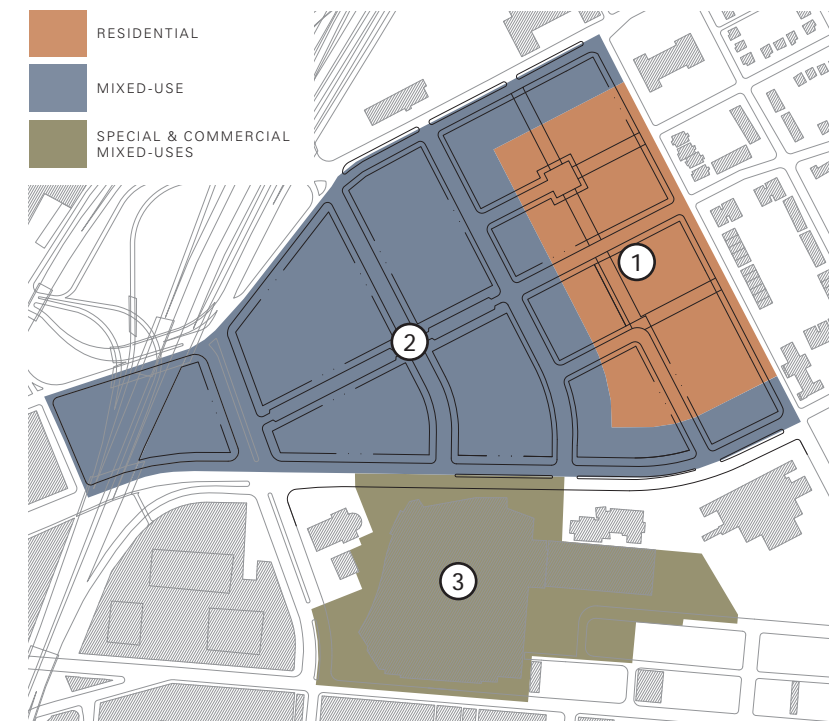 RESIDENTIAL
MIXED-USE
SPECIAL & COMMERCIAL
MIXED-USES
1
2
3